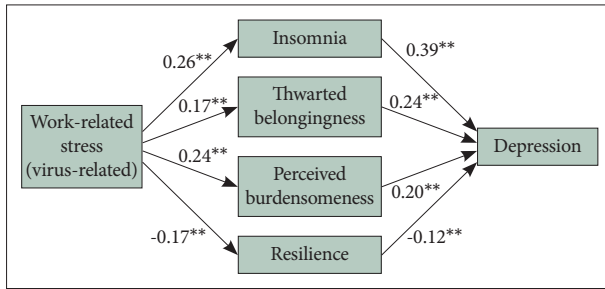 Insomnia
0.26**
0.39**
0.17**
Thwarted
belongingness
0.24**
Work-related
stress
(virus-related)
Depression
0.24**
Perceived
burdensomeness
0.20**
-0.17**
Resilience
-0.12**